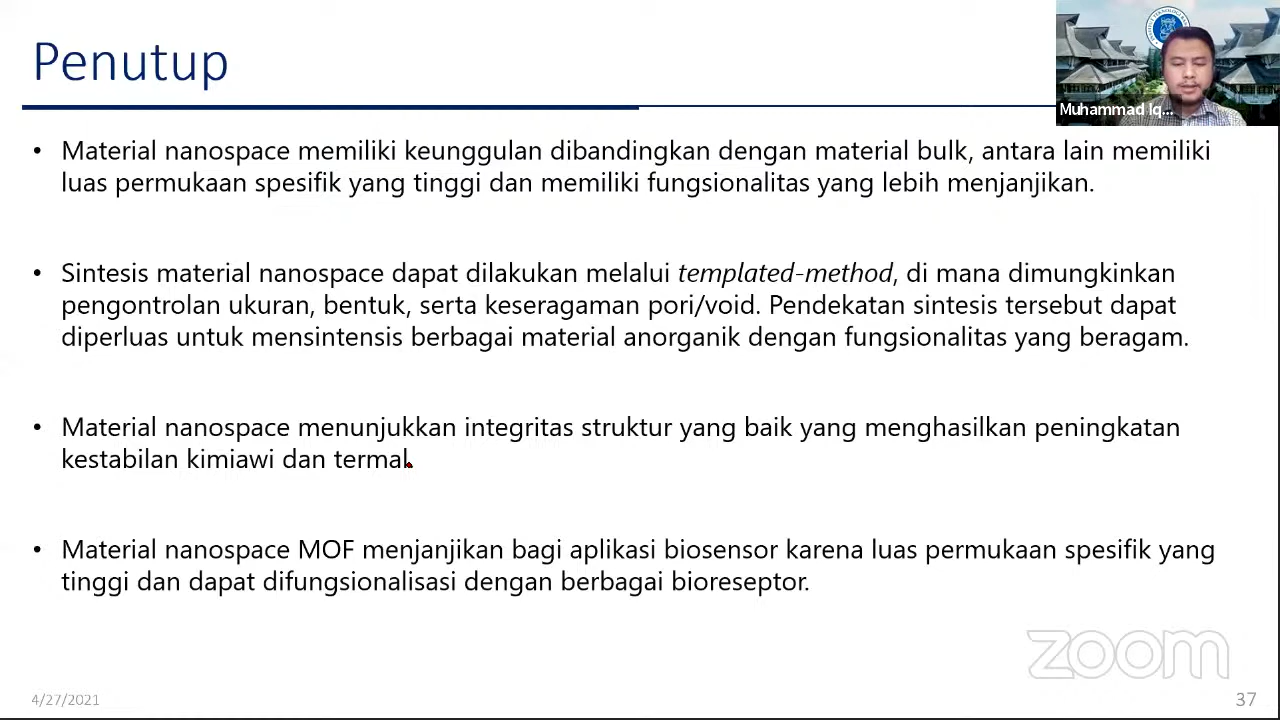 Penutup
Muhammad Iq...
• Material nanospace memiliki keunggulan dibandingkan dengan material bulk, antara lain memiliki
luas permukaan spesifik yang tinggi dan memiliki fungsionalitas yang lebih menjanjikan.
• Sintesis material nanospace dapat dilakukan melalui templated-method, di mana dimungkinkan
pengontrolan ukuran, bentuk, serta keseragaman pori/void. Pendekatan sintesis tersebut dapat
diperluas untuk mensintensis berbagai material anorganik dengan fungsionalitas yang beragam.
• Material nanospace menunjukkan integritas struktur yang baik yang menghasilkan peningkatan
kestabilan kimiawi dan termal.
• Material nanospace MOF menjanjikan bagi aplikasi biosensor karena luas permukaan spesifik yang
tinggi dan dapat difungsionalisasi dengan berbagai bioreseptor.
zoom
4/27/2021
37